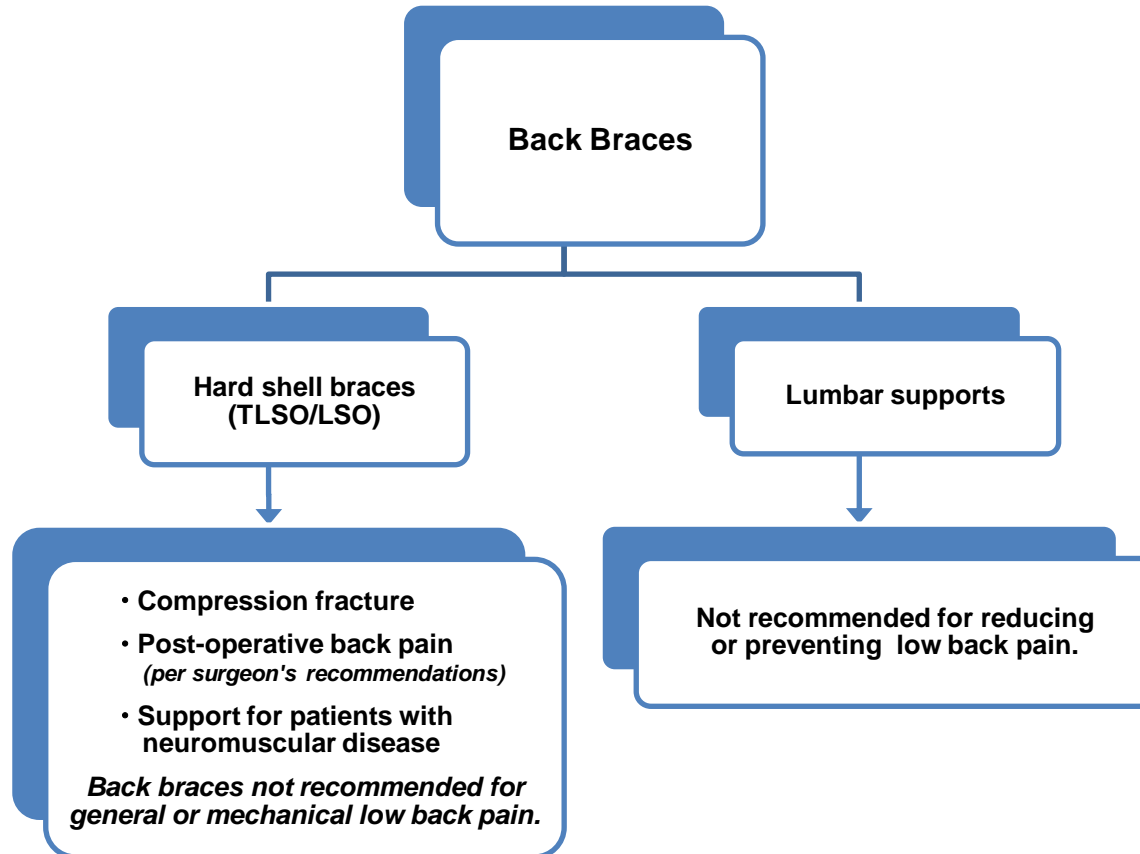 Back Braces
Hard shell braces
(TLSO/LSO)
Lumbar supports
• Compression fracture
• Post-operative back pain
(per surgeon's recommendations)
• Support for patients with
neuromuscular disease
Back braces not recommended for
general or mechanical low back pain.
Not recommended for reducing
or preventing low back pain.